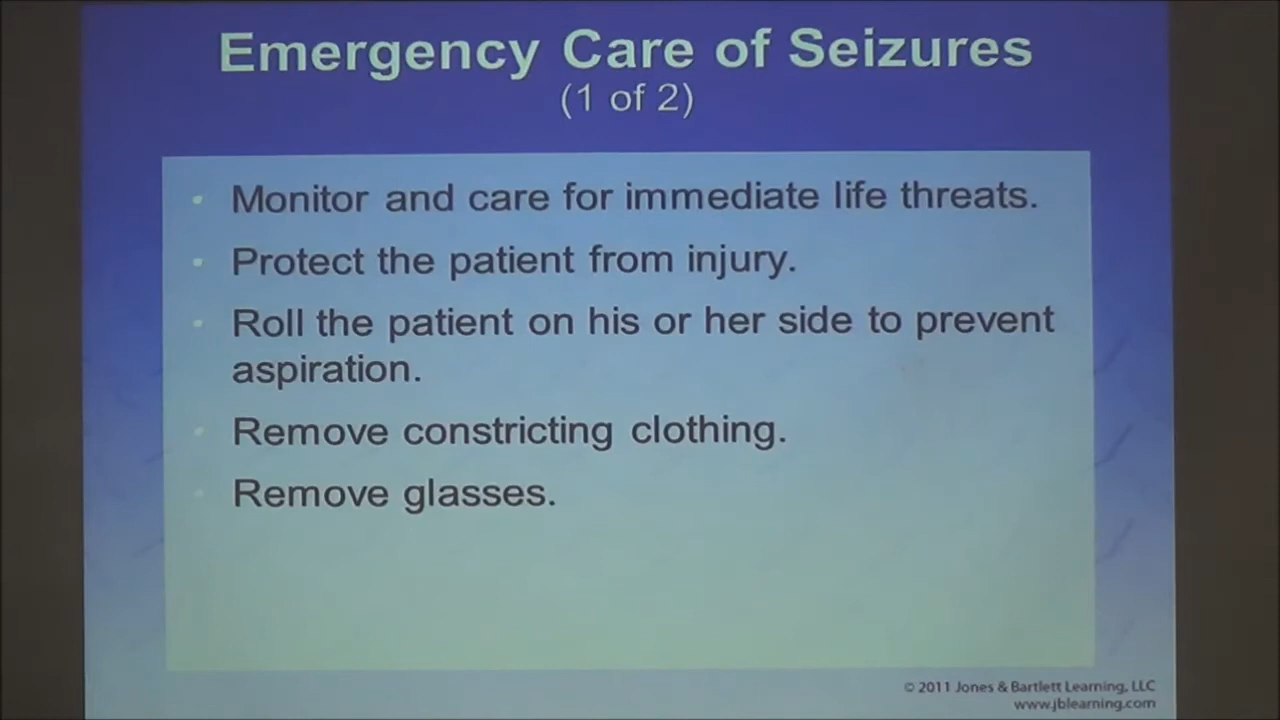 Emergency Care of Seizures
(1 of 2)
• Monitor and care for immediate life threats.
• Protect the patient from injury.
• Roll the patient on his or her side to prevent
aspiration.
• Remove constricting clothing.
• Remove glasses.
© 2011 Jones & Bartlett Learning, LLC
www.jblearning.com